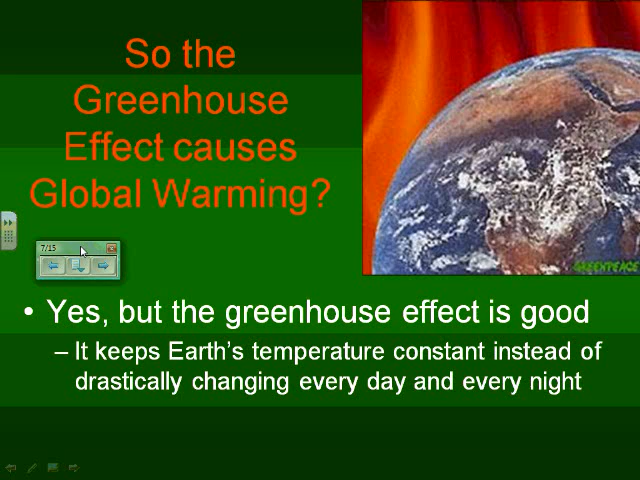 So the
Greenhouse
Effect causes
Global Warming?
GREENPEACE
7/15
• Yes, but the greenhouse effect is good
– It keeps Earth's temperature constant instead of
drastically changing every day and every night